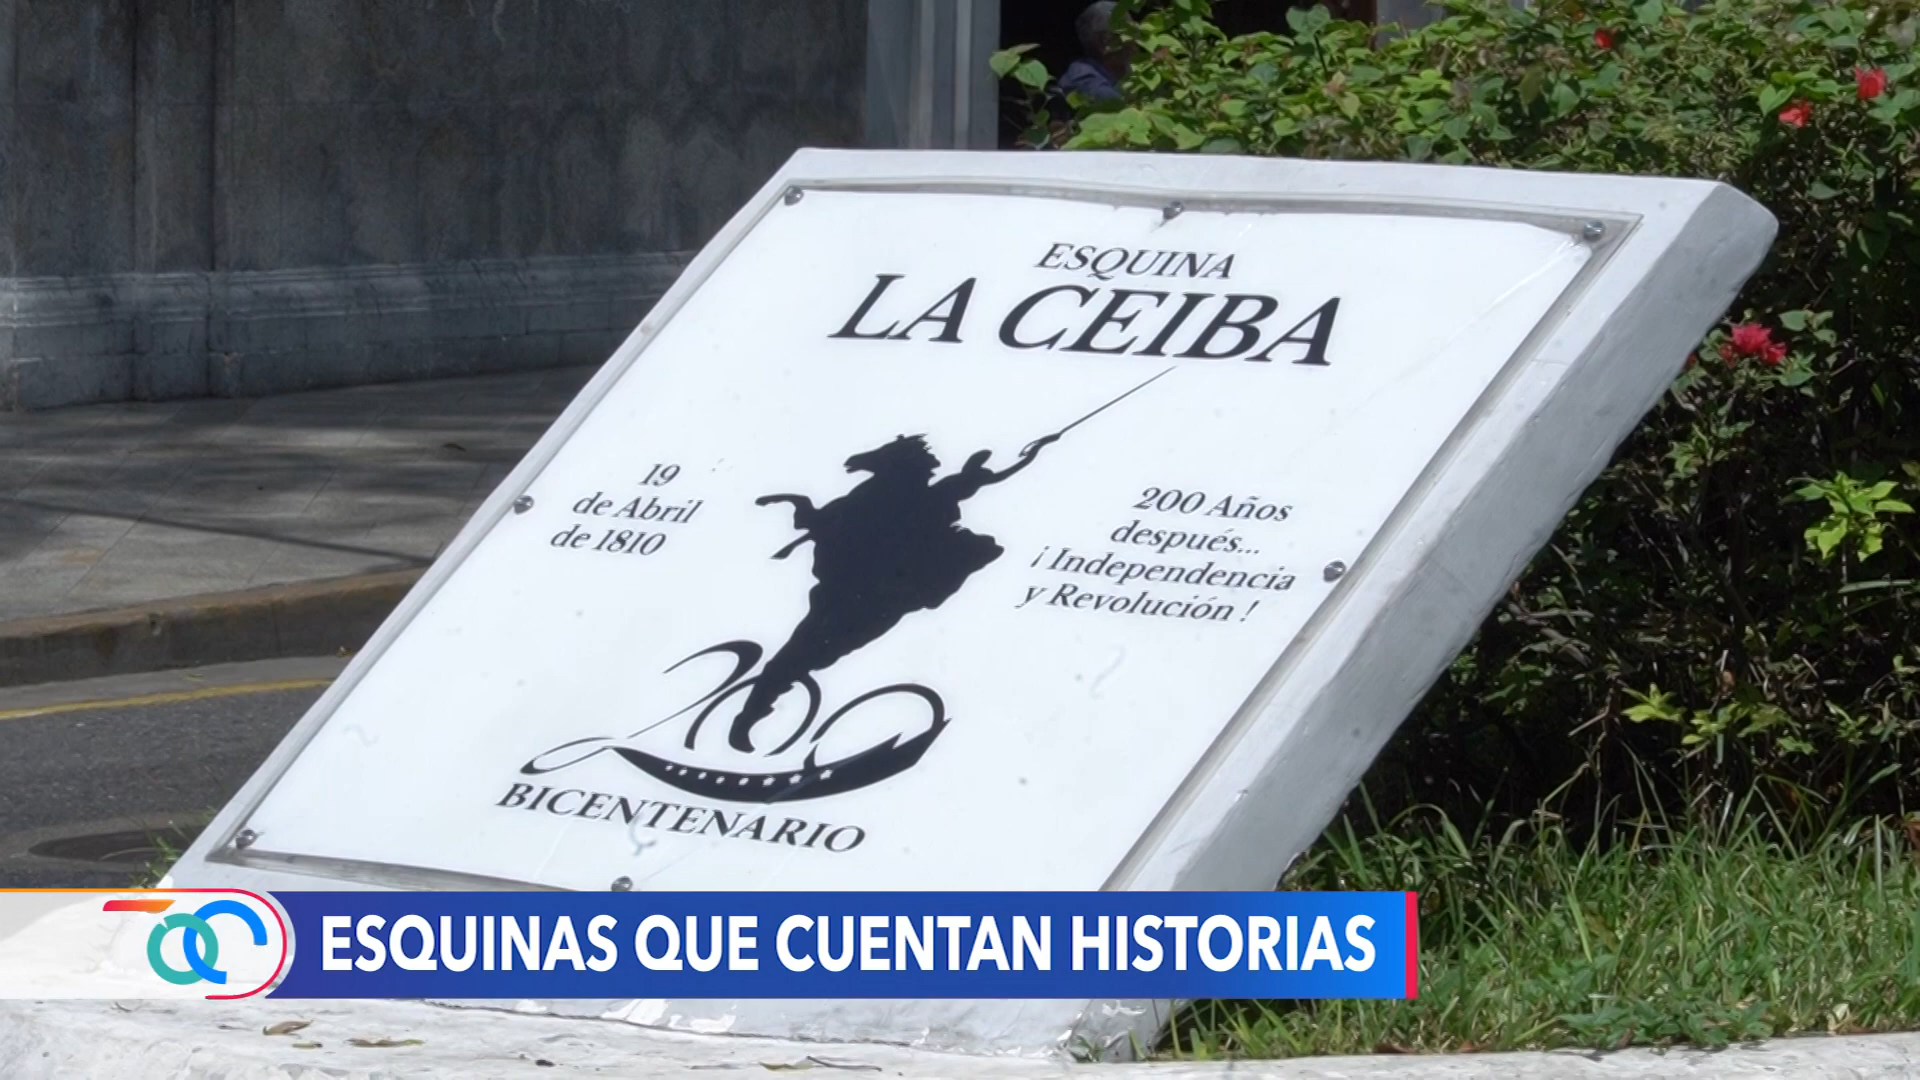 ESQUINA
LA CEIBA
19
de Abril
de 1810
200 Años
después...
¡Independencia
y Revolución!
200
BICENTENARIO
ESQUINAS QUE CUENTAN HISTORIAS